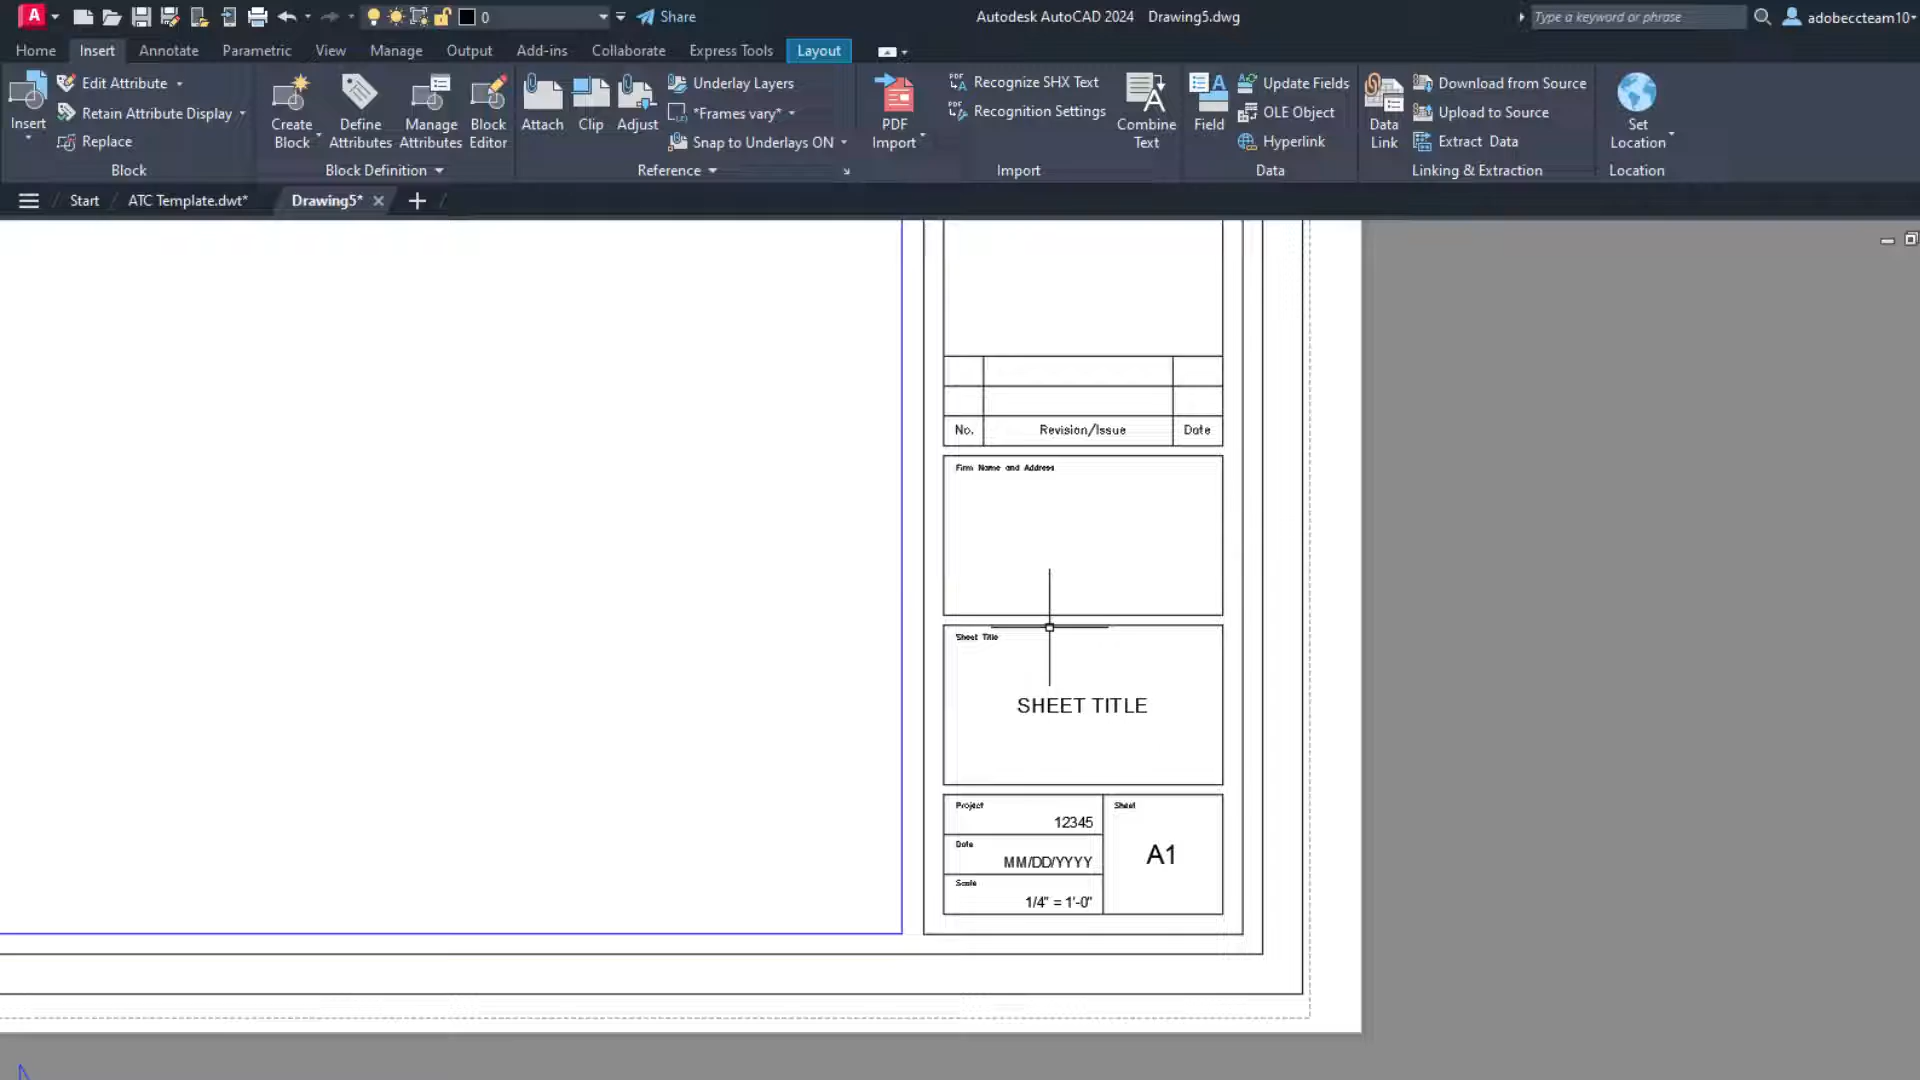 A 0 Share Autodesk AutoCAD 2024 Drawing5.dwg Type a keyword or phrase adobeccteam10
Home Insert Annotate Parametric View Manage Output Add-ins Collaborate Express Tools Layout
Insert
Edit Attribute
Retain Attribute Display
Replace
Block
Create Block
Define Attributes
Manage Attributes
Block Editor
Block Definition
Attach
Clip
Adjust
Underlay Layers
*Frames vary*
Snap to Underlays ON
Reference
PDF Import
Recognize SHX Text
Recognition Settings
Combine Text
Import
Field
Update Fields
OLE Object
Hyperlink
Data
Data Link
Download from Source
Upload to Source
Extract Data
Linking & Extraction
Set Location
Location
Start ATC Template.dwt* Drawing5*
No. Revision/Issue Date
Firm Name and Address
Sheet Title
SHEET TITLE
Project
12345
Date
MM/DD/YYYY
Scale
1/4" = 1'-0"
Sheet
A1